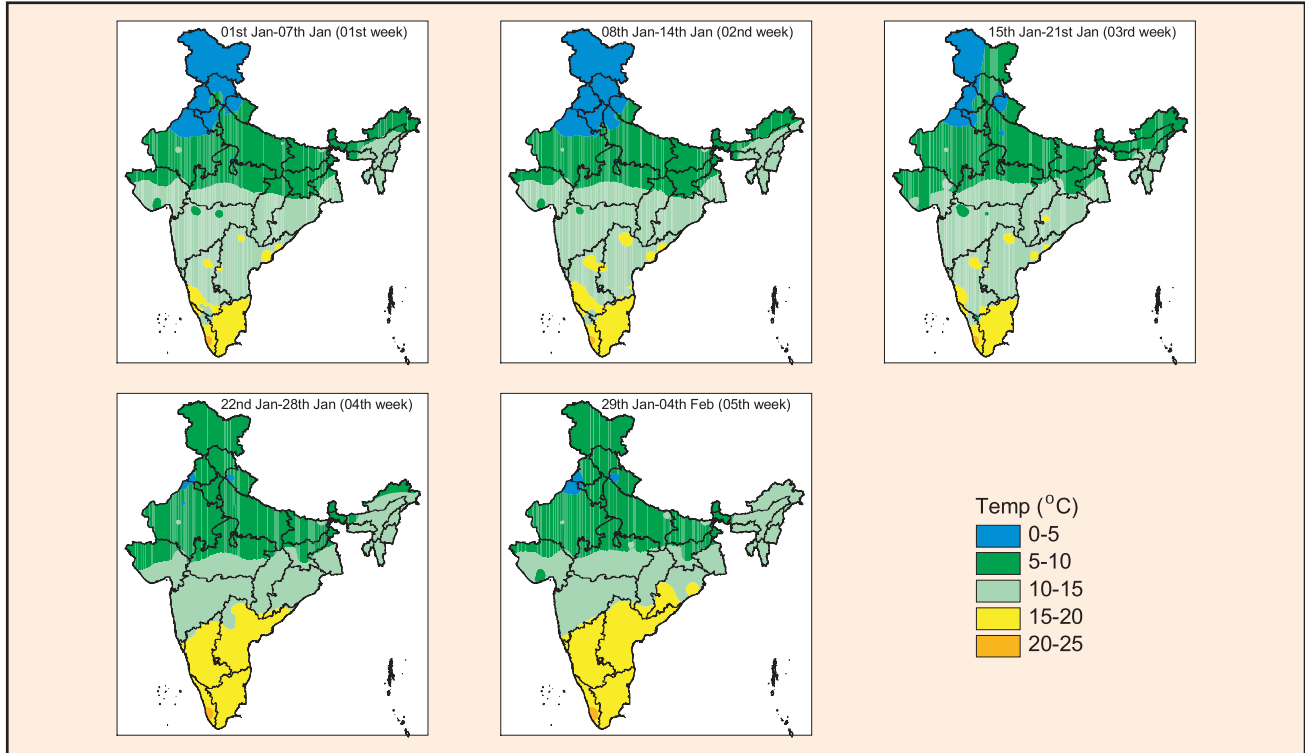 01st Jan-07th Jan (01st week)
08th Jan-14th Jan (02nd week)
15th Jan-21st Jan (03rd week)
22nd Jan-28th Jan (04th week)
29th Jan-04th Feb (05th week)
Temp (°C)
0-5
5-10
10-15
15-20
20-25